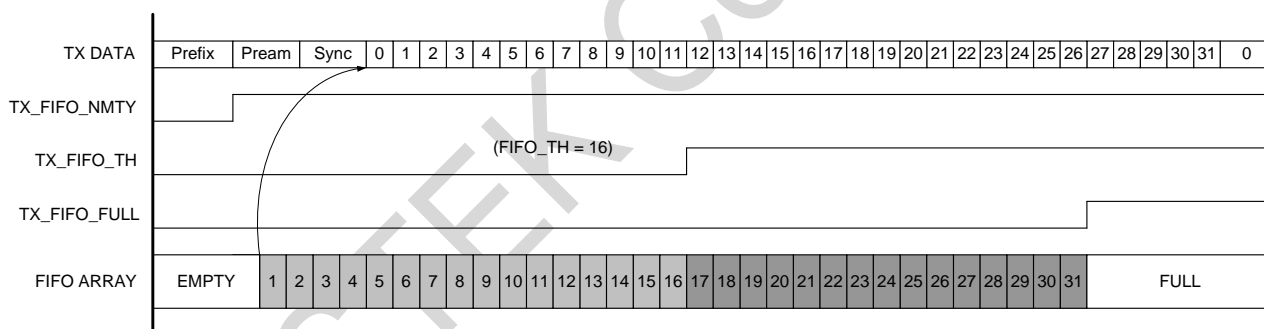 TX DATA Prefix Pream Sync 0 1 2 3 4 5 6 7 8 9 10 11 12 13 14 15 16 17 18 19 20 21 22 23 24 25 26 27 28 29 30 31 0
TX_FIFO_NMTY
TX_FIFO_TH (FIFO_TH = 16)
TX_FIFO_FULL
FIFO ARRAY EMPTY 1 2 3 4 5 6 7 8 9 10 11 12 13 14 15 16 17 18 19 20 21 22 23 24 25 26 27 28 29 30 31 FULL